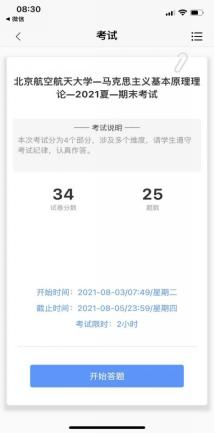 08:30
微信
考试
北京航空航天大学—马克思主义基本原理理
论—2021夏—期末考试
考试说明
本次考试分为4个部分，涉及多个维度，请学生遵守
考试纪律，认真作答。
34 25
试卷分数 题数
开始时间：2021-08-03/07:49/星期二
截止时间：2021-08-05/23:59/星期四
考试限时：2小时
开始答题